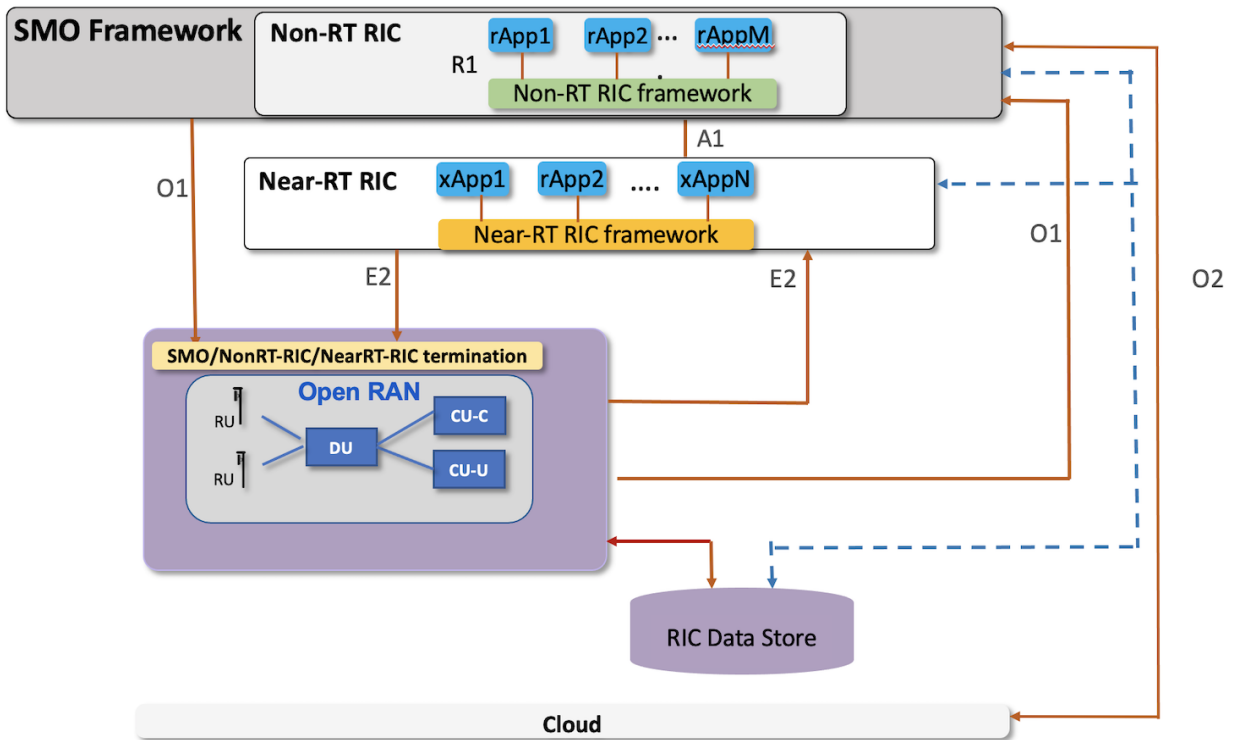 SMO Framework
Non-RT RIC
rApp1
rApp2
...
rAppM
R1
.
Non-RT RIC framework
A1
O1
Near-RT RIC
xApp1
rApp2
....
xAppN
Near-RT RIC framework
O1
E2
E2
O2
SMO/NonRT-RIC/NearRT-RIC termination
Open RAN
RU
CU-C
DU
RU
CU-U
RIC Data Store
Cloud